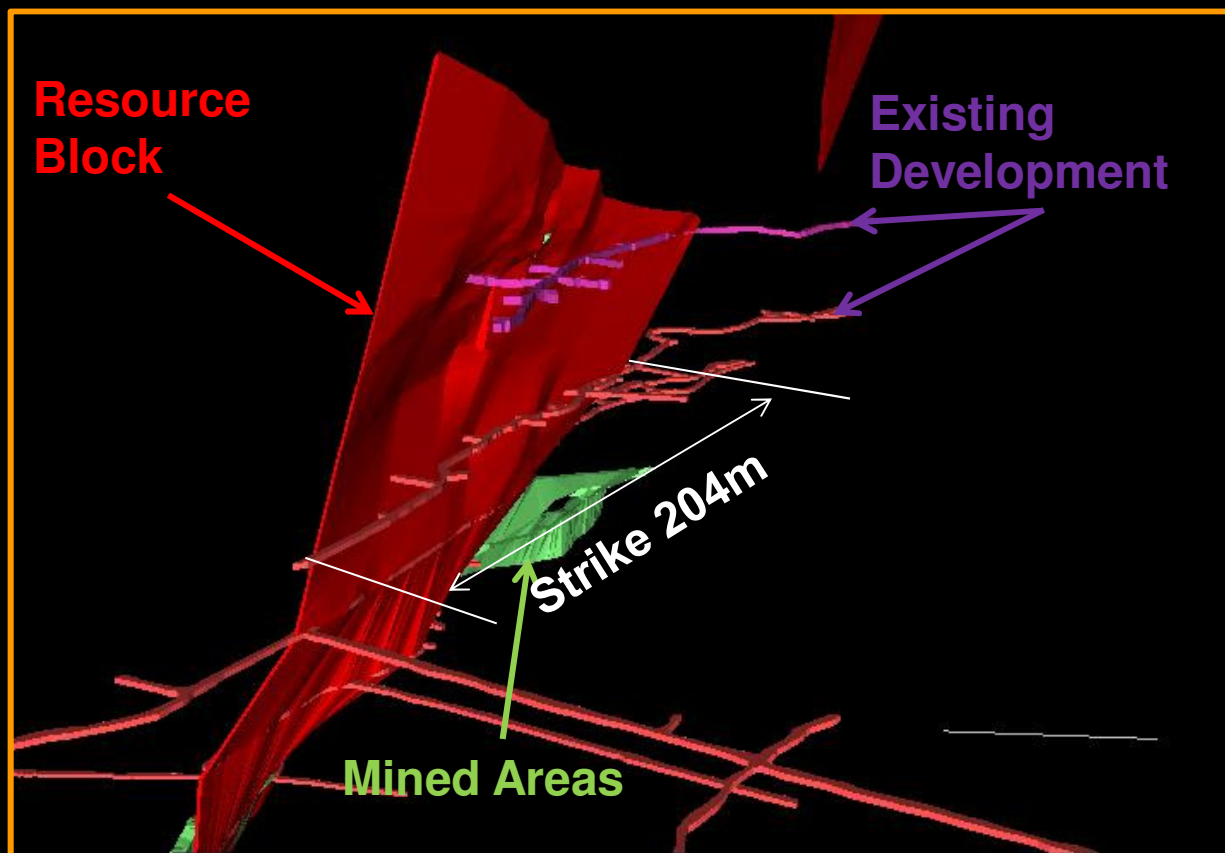 Resource
Block
Existing
Development
Strike 204m
Mined Areas